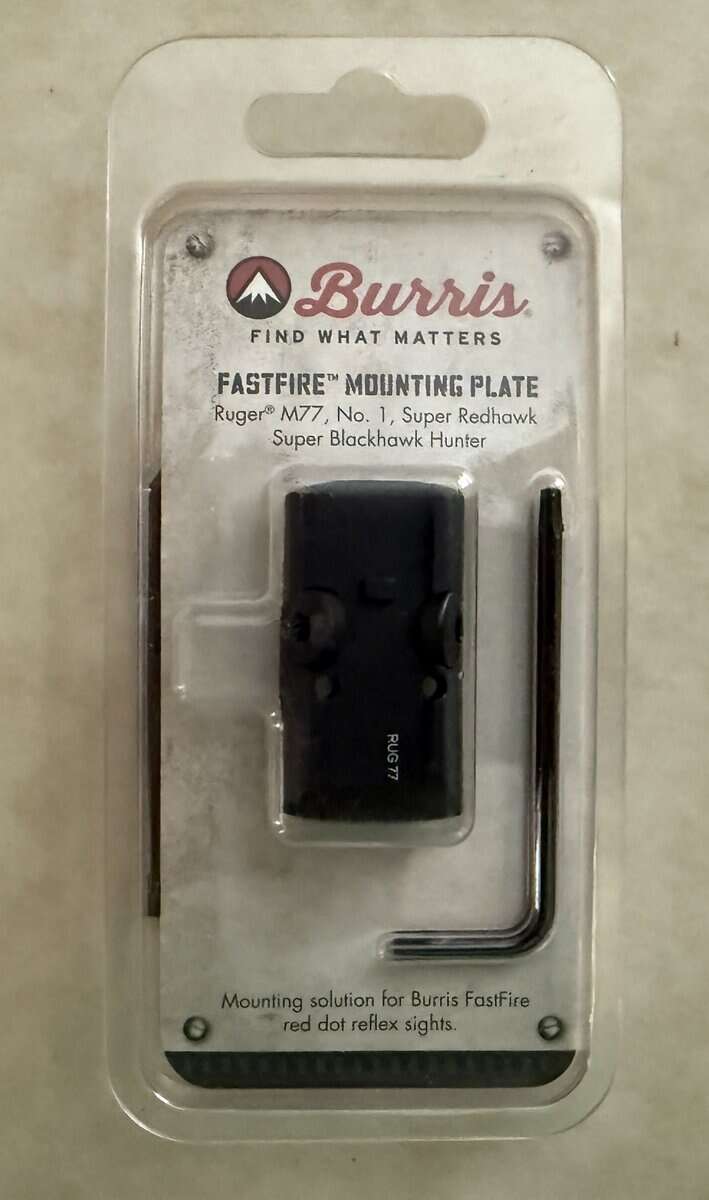 Burris
FIND WHAT MATTERS
FASTFIRE™ MOUNTING PLATE
Ruger® M77, No. 1, Super Redhawk
Super Blackhawk Hunter
RUG 77
Mounting solution for Burris FastFire
red dot reflex sights.